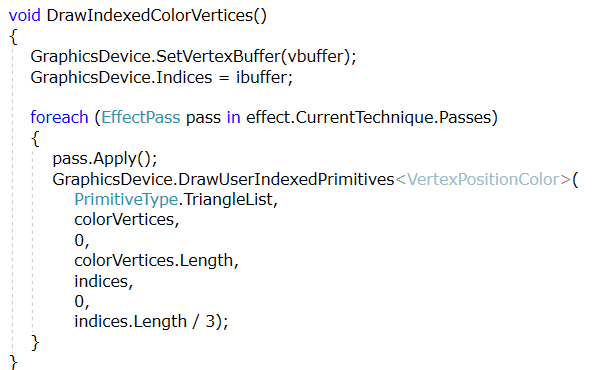 void DrawIndexedColorVertices()
{
GraphicsDevice.SetVertexBuffer(vbuffer);
GraphicsDevice.Indices = ibuffer;
foreach (EffectPass pass in effect.CurrentTechnique.Passes)
{
pass.Apply();
GraphicsDevice.DrawUserIndexedPrimitives<VertexPositionColor>(
PrimitiveType.TriangleList,
colorVertices,
0,
colorVertices.Length,
indices,
0,
indices.Length / 3);
}
}